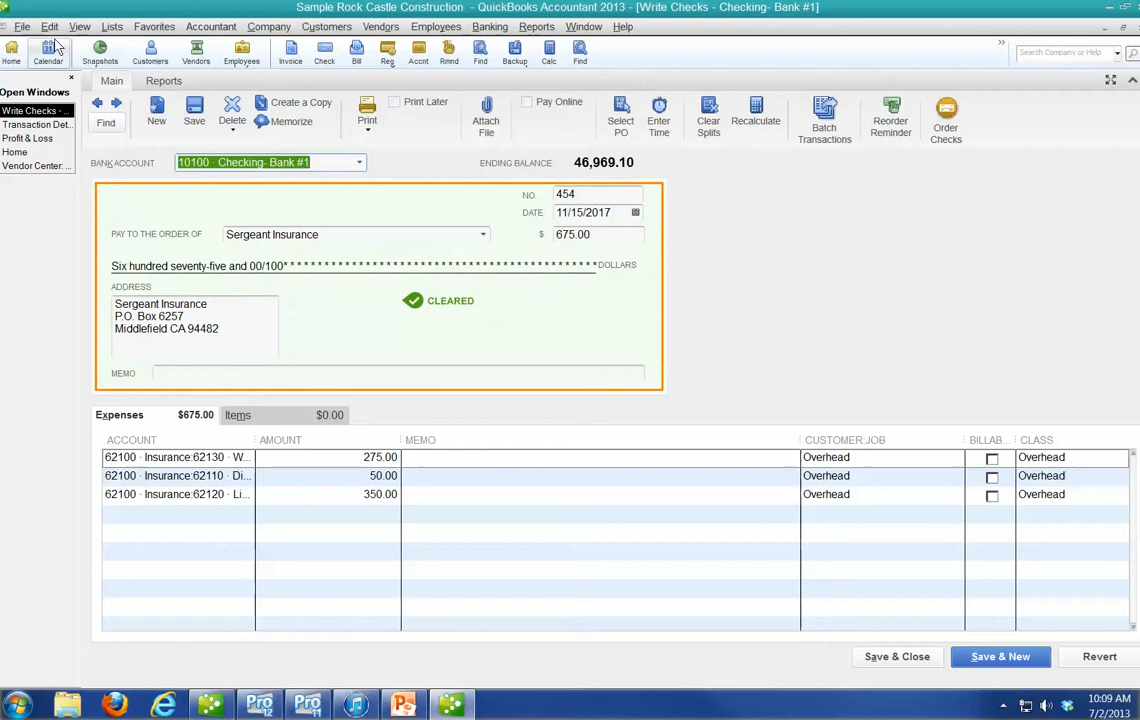 Sample Rock Castle Construction - QuickBooks Accountant 2013 - [Write Checks - Checking- Bank #1]
File Edit View Lists Favorites Accountant Company Customers Vendors Employees Banking Reports Window Help
Home Calendar Snapshots Customers Vendors Employees Invoice Check Bill Reg Accnt Rmnd Find Backup Calc Find
Search Company or Help
Open Windows
Write Checks - ...
Transaction Det...
Profit & Loss
Home
Vendor Center: ...
Main Reports
Find New Save Delete Create a Copy
Memorize
Print Print Later
Attach File
Pay Online
Select PO
Enter Time
Clear Splits
Recalculate
Batch Transactions
Reorder Reminder
Order Checks
BANK ACCOUNT 10100 · Checking- Bank #1 ENDING BALANCE 46,969.10
NO. 454
DATE 11/15/2017
PAY TO THE ORDER OF Sergeant Insurance $ 675.00
Six hundred seventy-five and 00/100* * * * * * * * * * * * * * * * * * * * * * * * * * * * * * * * * * * * * * * * * * * * DOLLARS
ADDRESS
Sergeant Insurance
P.O. Box 6257
Middlefield CA 94482
CLEARED
MEMO
Expenses $675.00 Items $0.00
ACCOUNT AMOUNT MEMO CUSTOMER:JOB BILLAB... CLASS
62100 · Insurance:62130 · W... 275.00 Overhead Overhead
62100 · Insurance:62110 · Di... 50.00 Overhead Overhead
62100 · Insurance:62120 · Li... 350.00 Overhead Overhead
Save & Close Save & New Revert
10:09 AM
7/2/2013